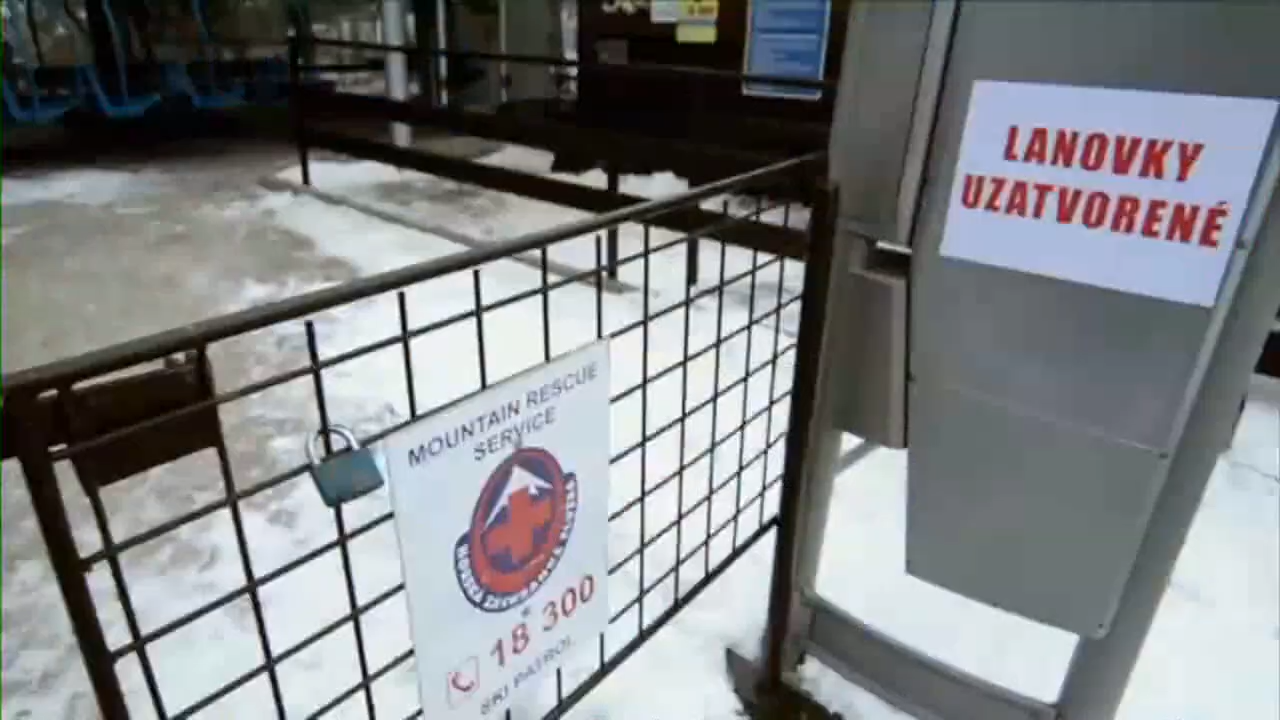 LANOVKY
UZATVORENÉ
MOUNTAIN RESCUE
SERVICE
18 300
SKI PATROL